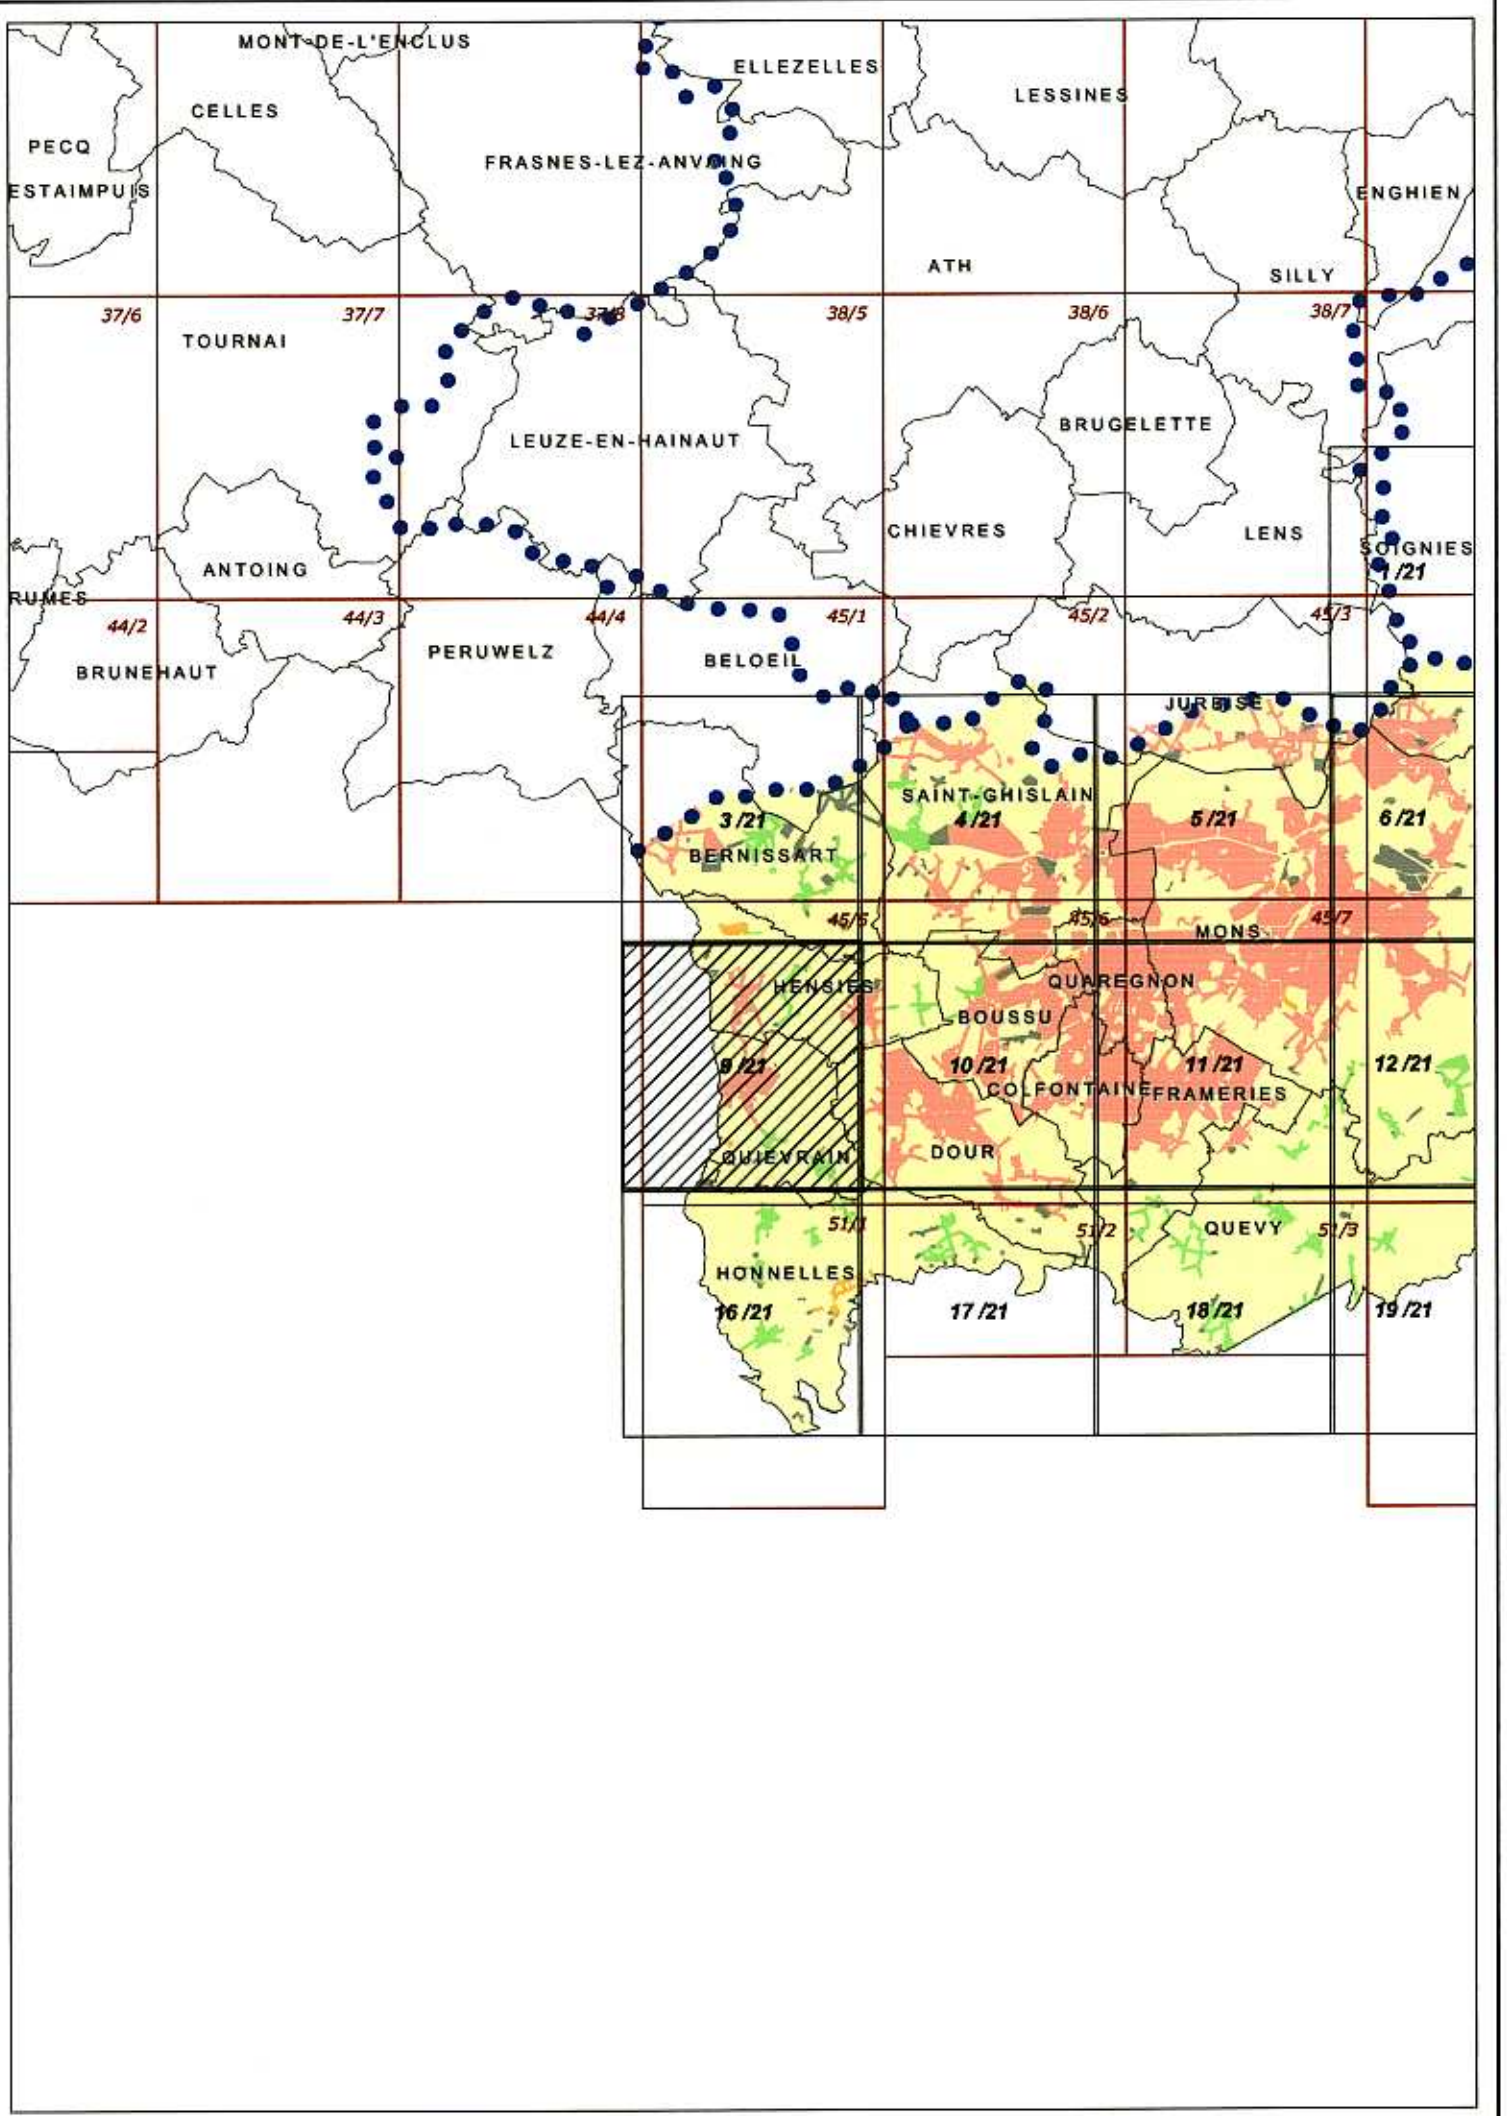 MONT-DE-L'ENCLUS
ELLEZELLES
LESSINES
CELLES
PECQ
FRASNES-LEZ-ANVAING
ESTAIMPUIS
ENGHIEN
ATH
SILLY
37/6
37/7
37/8
38/5
38/6
38/7
TOURNAI
BRUGELETTE
LEUZE-EN-HAINAUT
CHIEVRES
LENS
SOIGNIES
ANTOING
1/21
RUMES
44/2
44/3
44/4
45/1
45/2
45/3
PERUWELZ
BELOEIL
BRUNEHAUT
JURBISE
SAINT-GHISLAIN
3/21
4/21
5/21
6/21
BERNISSART
45/5
45/6
45/7
MONS
HENSIES
QUAREGNON
BOUSSU
9/21
10/21
11/21
12/21
COLFONTAINE
FRAMERIES
QUIEVRAIN
DOUR
51/1
51/2
51/3
QUEVY
HONNELLES
16/21
17/21
18/21
19/21